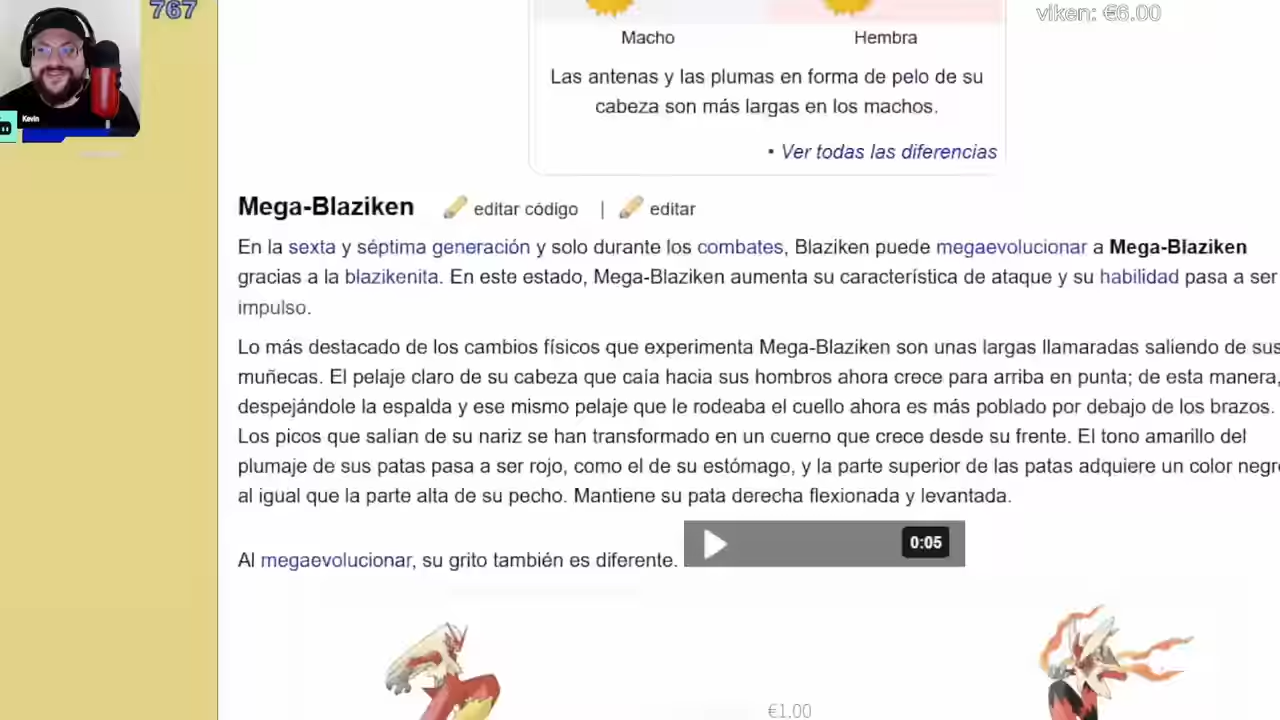 767
viken: €6.00
Kevin
Macho
Hembra
Las antenas y las plumas en forma de pelo de su
cabeza son más largas en los machos.
• Ver todas las diferencias
Mega-Blaziken editar código | editar
En la sexta y séptima generación y solo durante los combates, Blaziken puede megaevolucionar a Mega-Blaziken
gracias a la blazikenita. En este estado, Mega-Blaziken aumenta su característica de ataque y su habilidad pasa a ser
impulso.
Lo más destacado de los cambios físicos que experimenta Mega-Blaziken son unas largas llamaradas saliendo de sus
muñecas. El pelaje claro de su cabeza que caía hacia sus hombros ahora crece para arriba en punta; de esta manera,
despejándole la espalda y ese mismo pelaje que le rodeaba el cuello ahora es más poblado por debajo de los brazos.
Los picos que salían de su nariz se han transformado en un cuerno que crece desde su frente. El tono amarillo del
plumaje de sus patas pasa a ser rojo, como el de su estómago, y la parte superior de las patas adquiere un color negr
al igual que la parte alta de su pecho. Mantiene su pata derecha flexionada y levantada.
Al megaevolucionar, su grito también es diferente. 0:05
€1.00